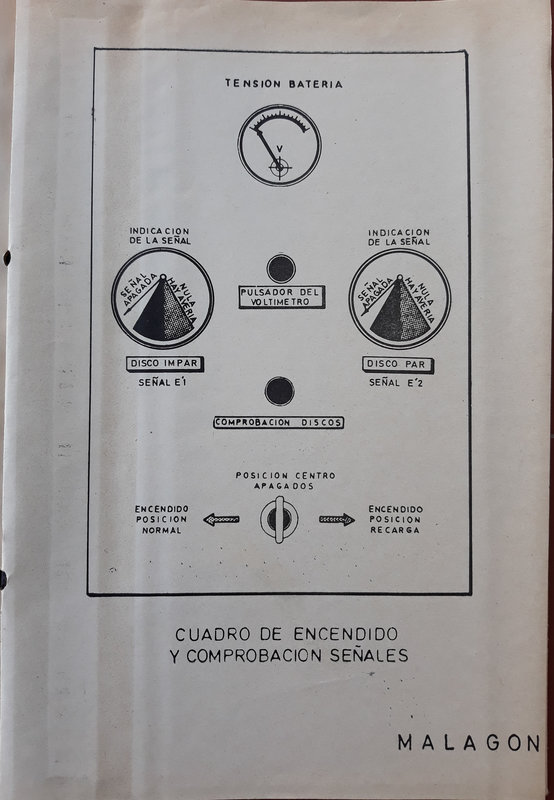 TENSION BATERIA
V
INDICACION
DE LA SEÑAL
SEÑAL
APAGADA
NULA
HAY AVERIA
DISCO IMPAR
SEÑAL E'1
PULSADOR DEL
VOLTIMETRO
INDICACION
DE LA SEÑAL
SEÑAL
APAGADA
NULA
HAY AVERIA
DISCO PAR
SEÑAL E'2
COMPROBACION DISCOS
POSICION CENTRO
APAGADOS
ENCENDIDO
POSICION
NORMAL
ENCENDIDO
POSICION
RECARGA
CUADRO DE ENCENDIDO
Y COMPROBACION SEÑALES
MALAGON